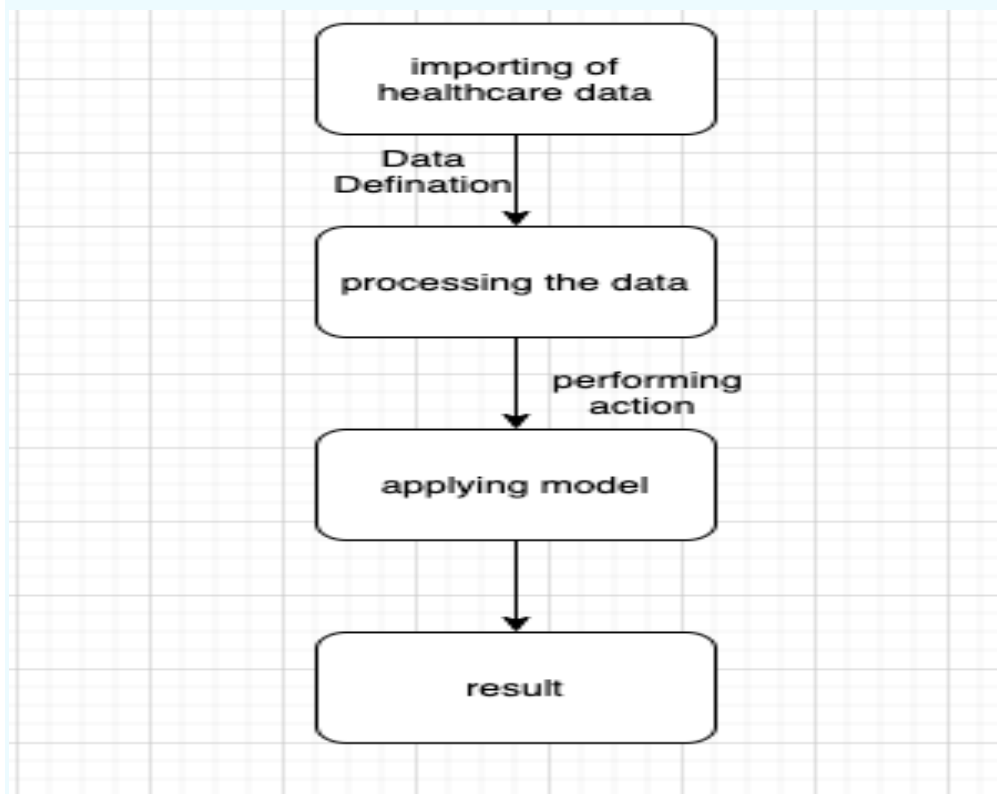 importing of
healthcare data
Data
Defination
processing the data
performing
action
applying model
result